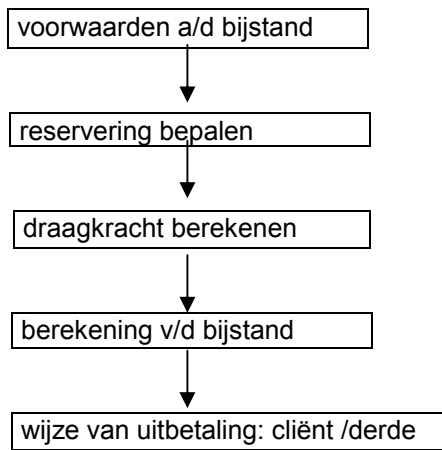 voorwaarden a/d bijstand
reservering bepalen
draagkracht berekenen
berekening v/d bijstand
wijze van uitbetaling: cliënt /derde